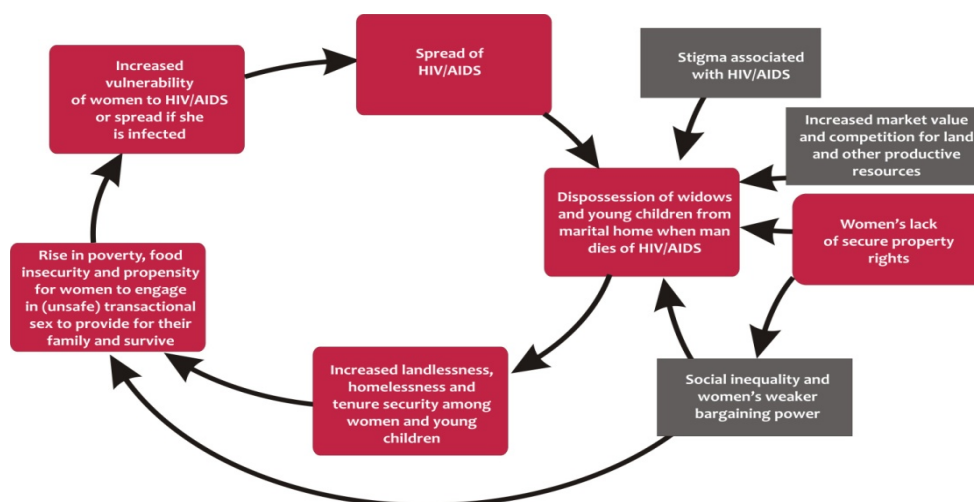 Increased
vulnerability
of women to HIV/AIDS
or spread if she
is infected
Spread of
HIV/AIDS
Stigma associated
with HIV/AIDS
Increased market value
and competition for land
and other productive
resources
Dispossession of widows
and young children from
marital home when man
dies of HIV/AIDS
Women's lack
of secure property
rights
Rise in poverty, food
insecurity and propensity
for women to engage
in (unsafe) transactional
sex to provide for their
family and survive
Increased landlessness,
homelessness and
tenure security among
women and young
children
Social inequality and
women's weaker
bargaining power